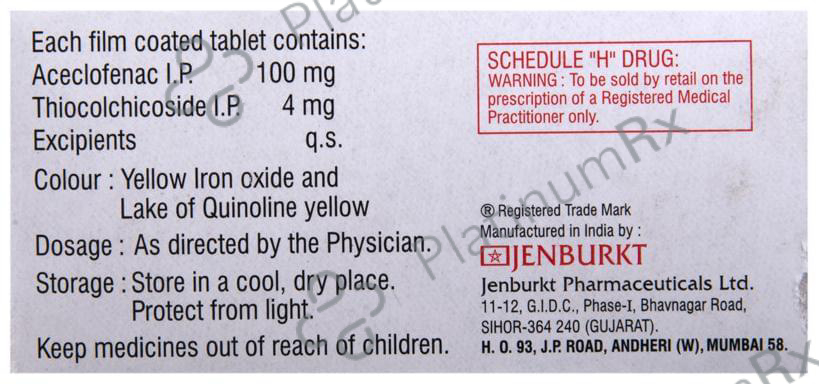 Each film coated tablet contains:
Aceclofenac I.P. 100 mg
Thiocolchicoside I.P. 4 mg
Excipients q.s.
Colour : Yellow Iron oxide and
Lake of Quinoline yellow
Dosage : As directed by the Physician.
Storage : Store in a cool, dry place.
Protect from light.
Keep medicines out of reach of children.
SCHEDULE "H" DRUG:
WARNING : To be sold by retail on the
prescription of a Registered Medical
Practitioner only.
® Registered Trade Mark
Manufactured in India by :
JENBURKT
Jenburkt Pharmaceuticals Ltd.
11-12, G.I.D.C., Phase-I, Bhavnagar Road,
SIHOR-364 240 (GUJARAT).
H. O. 93, J.P. ROAD, ANDHERI (W), MUMBAI 58.
PlatinumRx